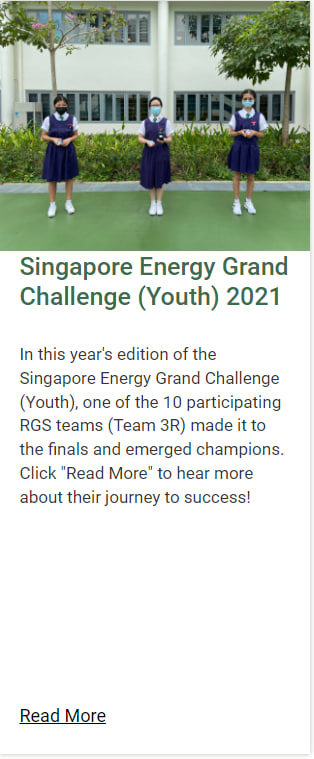 Singapore Energy Grand
Challenge (Youth) 2021
In this year's edition of the
Singapore Energy Grand Challenge
(Youth), one of the 10 participating
RGS teams (Team 3R) made it to
the finals and emerged champions.
Click "Read More" to hear more
about their journey to success!
Read More